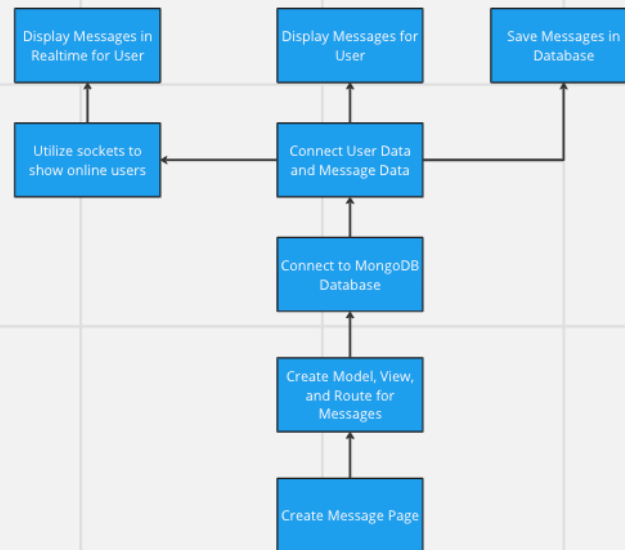 Display Messages in
Realtime for User
Display Messages for
User
Save Messages in
Database
Utilize sockets to
show online users
Connect User Data
and Message Data
Connect to MongoDB
Database
Create Model, View,
and Route for
Messages
Create Message Page